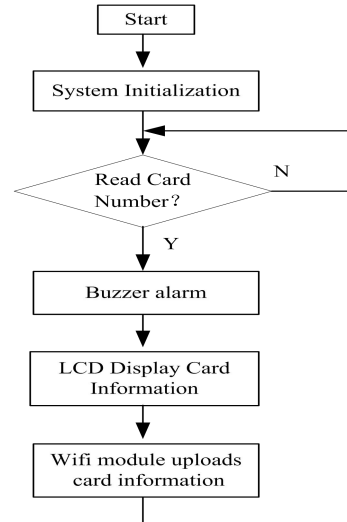 Start
System Initialization
Read Card
Number?
N
Y
Buzzer alarm
LCD Display Card
Information
Wifi module uploads
card information